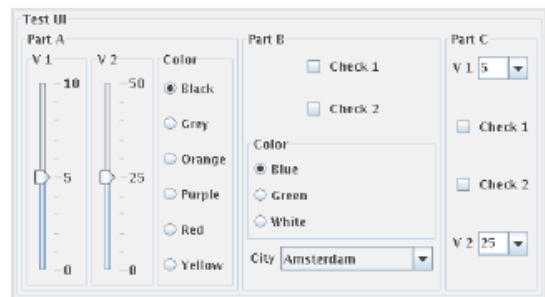 Test UI
Part A
V 1
10
5
0
V 2
50
25
0
Color
Black
Grey
Orange
Purple
Red
Yellow
Part B
Check 1
Check 2
Color
Blue
Green
White
City Amsterdam
Part C
V 1 5
Check 1
Check 2
V 2 25